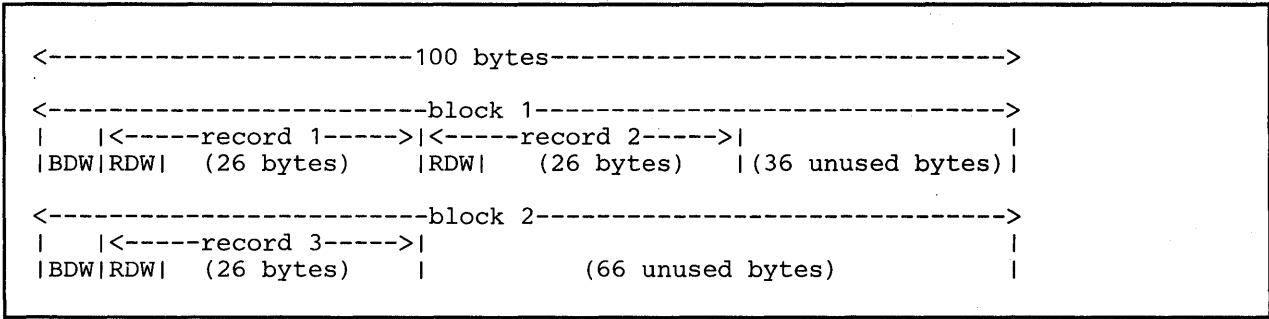 <------------------------100 bytes------------------------------>
<-------------------------block 1------------------------------->
|   |<-----record 1----->|<-----record 2----->|                 |
|BDW|RDW|  (26 bytes)    |RDW|   (26 bytes)   |(36 unused bytes)|
<-------------------------block 2------------------------------->
|   |<-----record 3----->|                                      |
|BDW|RDW|  (26 bytes)    |          (66 unused bytes)           |